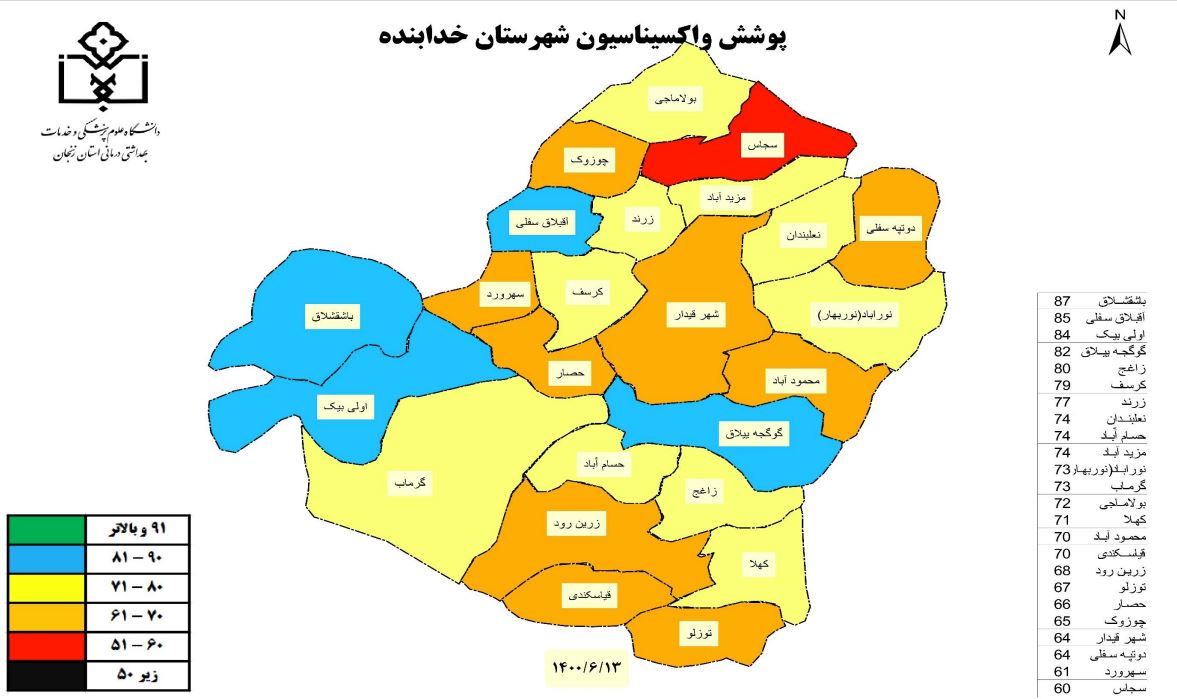 پوشش واکسیناسیون شهرستان خدابنده
N
دانشگاه علوم پزشکی و خدمات
بهداشتی درمانی استان زنجان
بولاماجی
سجاس
چوزوک
مزید آباد
زرند
آقبلاق سفلی
نعلبندان
دوتپه سفلی
کرسف
سهرورد
باشقشلاق
شهر قیدار
نوراباد(نوربهار)
حصار
محمود آباد
اولی بیک
گوگجه ییلاق
حسام أباد
گرماب
زاغج
زرین رود
کهلا
قیاسکندی
توزلو
۱۴۰۰/۶/۱۳
۹۱ و بالاتر
۸۱ – ۹۰
۷۱ – ۸۰
۶۱ – ۷۰
۵۱ – ۶۰
زیر ۵۰
باشقشلاق 87
آقبلاق سفلی 85
اولی بیک 84
گوگجه ییلاق 82
زاغج 80
کرسف 79
زرند 77
نعلبندان 74
حسام أباد 74
مزید آباد 74
نوراباد(نوربهار 73
گرماب 73
بولاماجی 72
کهلا 71
محمود آباد 70
قیاسکندی 70
زرین رود 68
توزلو 67
حصار 66
چوزوک 65
شهر قیدار 64
دوتپه سفلی 64
سهرورد 61
سجاس 60